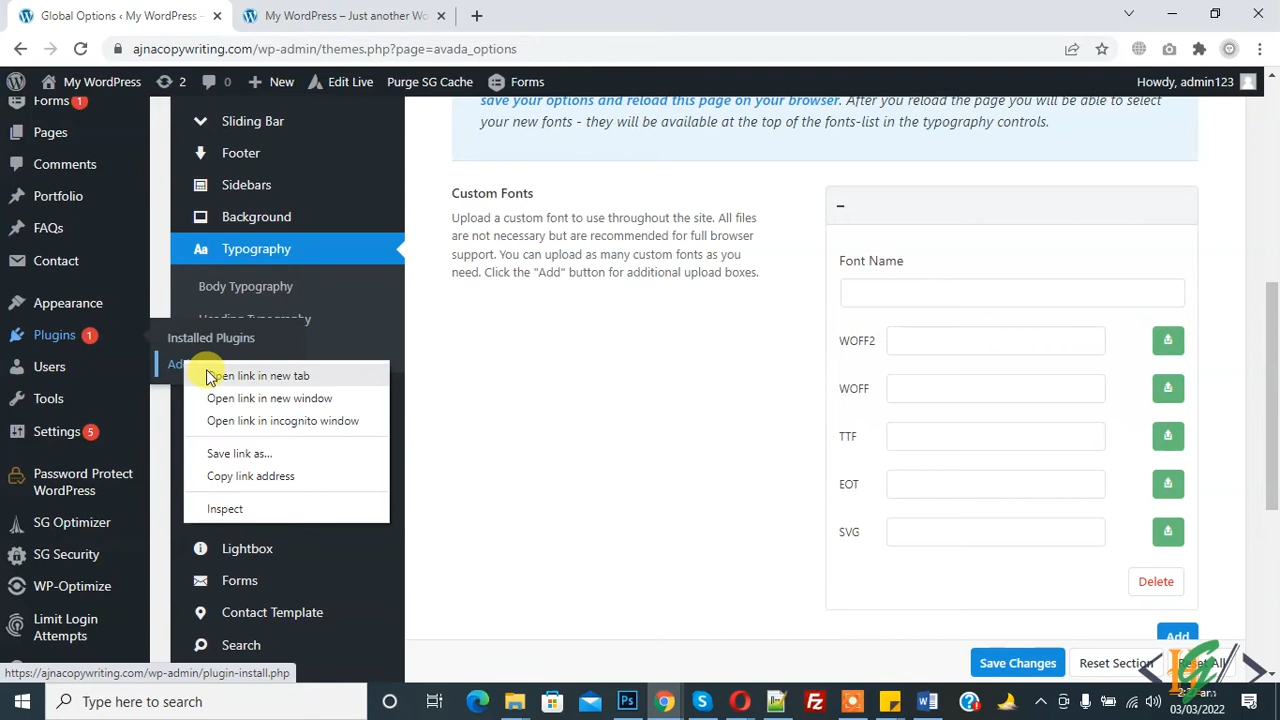 Global Options ‹ My WordPress –
My WordPress – Just another Wo
ajnacopywriting.com/wp-admin/themes.php?page=avada_options
My WordPress
2
0
New
Edit Live
Purge SG Cache
Forms
Howdy, admin123
Forms 1
Pages
Comments
Portfolio
FAQs
Contact
Appearance
Plugins 1
Users
Tools
Settings 5
Password Protect
WordPress
SG Optimizer
SG Security
WP-Optimize
Limit Login
Attempts
Installed Plugins
Sliding Bar
Footer
Sidebars
Background
Aa Typography
Body Typography
Heading Typography
Open link in new tab
Open link in new window
Open link in incognito window
Save link as...
Copy link address
Inspect
Lightbox
Forms
Contact Template
Search
save your options and reload this page on your browser. After you reload the page you will be able to select
your new fonts - they will be available at the top of the fonts-list in the typography controls.
Custom Fonts
Upload a custom font to use throughout the site. All files
are not necessary but are recommended for full browser
support. You can upload as many custom fonts as you
need. Click the "Add" button for additional upload boxes.
Font Name
WOFF2
WOFF
TTF
EOT
SVG
Delete
Add
Save Changes
Reset Section
Reset All
https://ajnacopywriting.com/wp-admin/plugin-install.php
Type here to search
03/03/2022